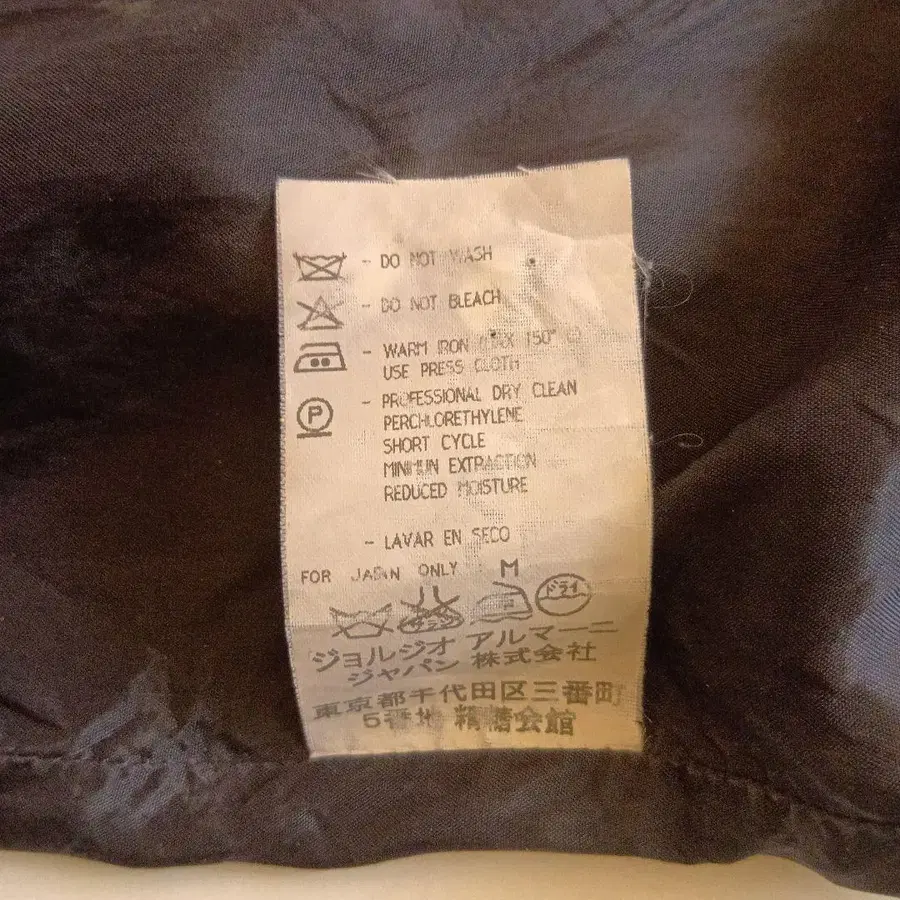 - DO NOT WASH
- DO NOT BLEACH
- WARM IRON MAX 150° C
USE PRESS CLOTH
P
- PROFESSIONAL DRY CLEAN
PERCHLORETHYLENE
SHORT CYCLE
MINIMUN EXTRACTION
REDUCED MOISTURE
- LAVAR EN SECO
FOR JAPAN ONLY M
ドライ
ジョルジオ アルマーニ
ジャパン 株式会社
東京都千代田区三番町
5番地 会館